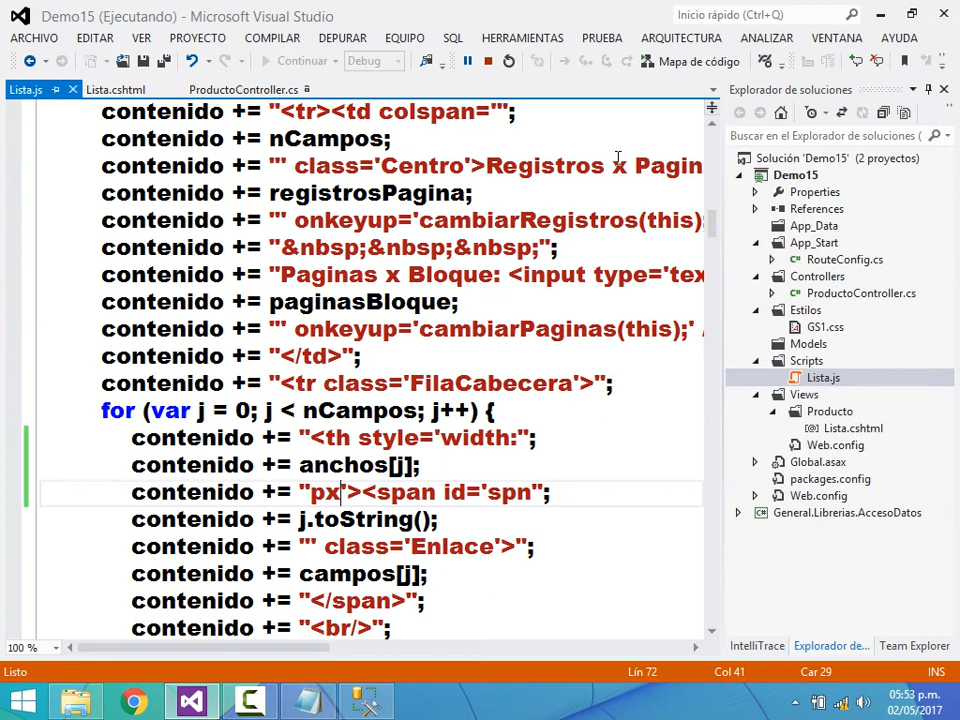 Demo15 (Ejecutando) - Microsoft Visual Studio
Inicio rápido (Ctrl+Q)
ARCHIVO EDITAR VER PROYECTO COMPILAR DEPURAR EQUIPO SQL HERRAMIENTAS PRUEBA ARQUITECTURA ANALIZAR VENTANA AYUDA
Continuar Debug Mapa de código
Lista.js Lista.cshtml ProductoController.cs
contenido += "<tr><td colspan='";
contenido += nCampos;
contenido += "' class='Centro'>Registros x Pagin
contenido += registrosPagina;
contenido += "' onkeyup='cambiarRegistros(this);
contenido += "&nbsp;&nbsp;&nbsp;";
contenido += "Paginas x Bloque: <input type='tex
contenido += paginasBloque;
contenido += "' onkeyup='cambiarPaginas(this);' /
contenido += "</td>";
contenido += "<tr class='FilaCabecera'>";
for (var j = 0; j < nCampos; j++) {
contenido += "<th style='width:";
contenido += anchos[j];
contenido += "px'><span id='spn";
contenido += j.toString();
contenido += "' class='Enlace'>";
contenido += campos[j];
contenido += "</span>";
contenido += "<br/>";
100 %
Explorador de soluciones
Buscar en el Explorador de soluciones (
Solución 'Demo15' (2 proyectos)
Demo15
Properties
References
App_Data
App_Start
RouteConfig.cs
Controllers
ProductoController.cs
Estilos
GS1.css
Models
Scripts
Lista.js
Views
Producto
Lista.cshtml
Web.config
Global.asax
packages.config
Web.config
General.Librerias.AccesoDatos
IntelliTrace Explorador de... Team Explorer
Listo Lín 72 Col 41 Car 29 INS
05:53 p.m.
02/05/2017